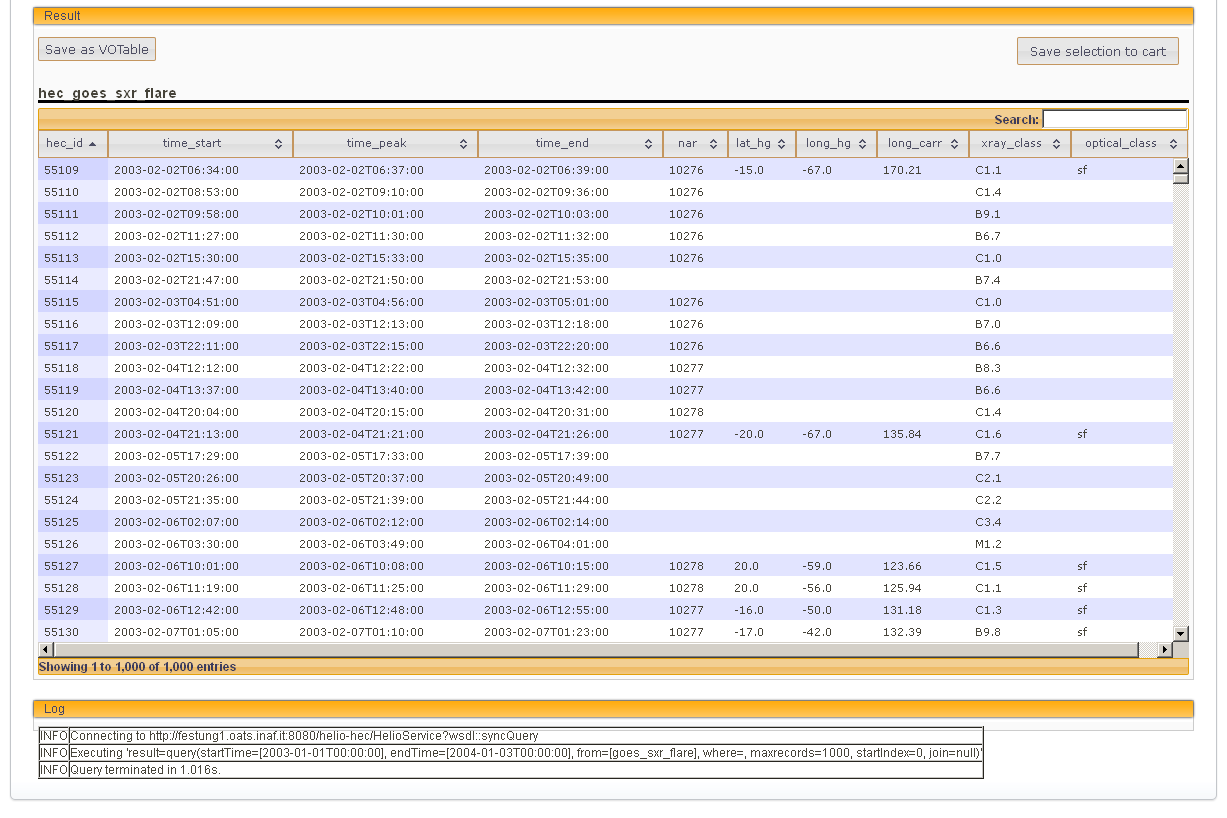 Result
Save as VOTable Save selection to cart
hec_goes_sxr_flare
Search:
hec_id time_start time_peak time_end nar lat_hg long_hg long_carr xray_class optical_class
55109 2003-02-02T06:34:00 2003-02-02T06:37:00 2003-02-02T06:39:00 10276 -15.0 -67.0 170.21 C1.1 sf
55110 2003-02-02T08:53:00 2003-02-02T09:10:00 2003-02-02T09:36:00 10276 C1.4
55111 2003-02-02T09:58:00 2003-02-02T10:01:00 2003-02-02T10:03:00 10276 B9.1
55112 2003-02-02T11:27:00 2003-02-02T11:30:00 2003-02-02T11:32:00 10276 B6.7
55113 2003-02-02T15:30:00 2003-02-02T15:33:00 2003-02-02T15:35:00 10276 C1.0
55114 2003-02-02T21:47:00 2003-02-02T21:50:00 2003-02-02T21:53:00 B7.4
55115 2003-02-03T04:51:00 2003-02-03T04:56:00 2003-02-03T05:01:00 10276 C1.0
55116 2003-02-03T12:09:00 2003-02-03T12:13:00 2003-02-03T12:18:00 10276 B7.0
55117 2003-02-03T22:11:00 2003-02-03T22:15:00 2003-02-03T22:20:00 10276 B6.6
55118 2003-02-04T12:12:00 2003-02-04T12:22:00 2003-02-04T12:32:00 10277 B8.3
55119 2003-02-04T13:37:00 2003-02-04T13:40:00 2003-02-04T13:42:00 10277 B6.6
55120 2003-02-04T20:04:00 2003-02-04T20:15:00 2003-02-04T20:31:00 10278 C1.4
55121 2003-02-04T21:13:00 2003-02-04T21:21:00 2003-02-04T21:26:00 10277 -20.0 -67.0 135.84 C1.6 sf
55122 2003-02-05T17:29:00 2003-02-05T17:33:00 2003-02-05T17:39:00 B7.7
55123 2003-02-05T20:26:00 2003-02-05T20:37:00 2003-02-05T20:49:00 C2.1
55124 2003-02-05T21:35:00 2003-02-05T21:39:00 2003-02-05T21:44:00 C2.2
55125 2003-02-06T02:07:00 2003-02-06T02:12:00 2003-02-06T02:14:00 C3.4
55126 2003-02-06T03:30:00 2003-02-06T03:49:00 2003-02-06T04:01:00 M1.2
55127 2003-02-06T10:01:00 2003-02-06T10:08:00 2003-02-06T10:15:00 10278 20.0 -59.0 123.66 C1.5 sf
55128 2003-02-06T11:19:00 2003-02-06T11:25:00 2003-02-06T11:29:00 10278 20.0 -56.0 125.94 C1.1 sf
55129 2003-02-06T12:42:00 2003-02-06T12:48:00 2003-02-06T12:55:00 10277 -16.0 -50.0 131.18 C1.3 sf
55130 2003-02-07T01:05:00 2003-02-07T01:10:00 2003-02-07T01:23:00 10277 -17.0 -42.0 132.39 B9.8 sf
Showing 1 to 1,000 of 1,000 entries
Log
INFO Connecting to http://festung1.oats.inaf.it:8080/helio-hec/HelioService?wsdl::syncQuery
INFO Executing 'result=query(startTime=[2003-01-01T00:00:00], endTime=[2004-01-03T00:00:00], from=[goes_sxr_flare], where=, maxrecords=1000, startIndex=0, join=null)'
INFO Query terminated in 1.016s.